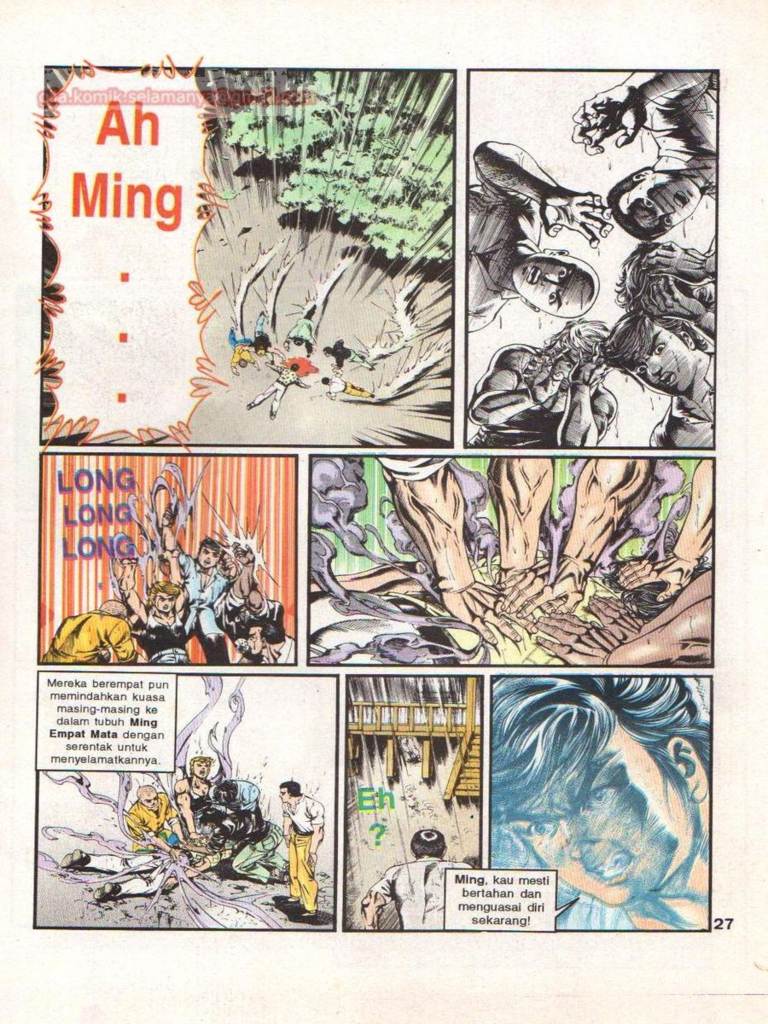 Ah
Ming
.
.
.
LONG
LONG
LONG
.
Mereka berempat pun
memindahkan kuasa
masing-masing ke
dalam tubuh Ming
Empat Mata dengan
serentak untuk
menyelamatkannya.
Eh
?
Ming, kau mesti
bertahan dan
menguasai diri
sekarang!
27